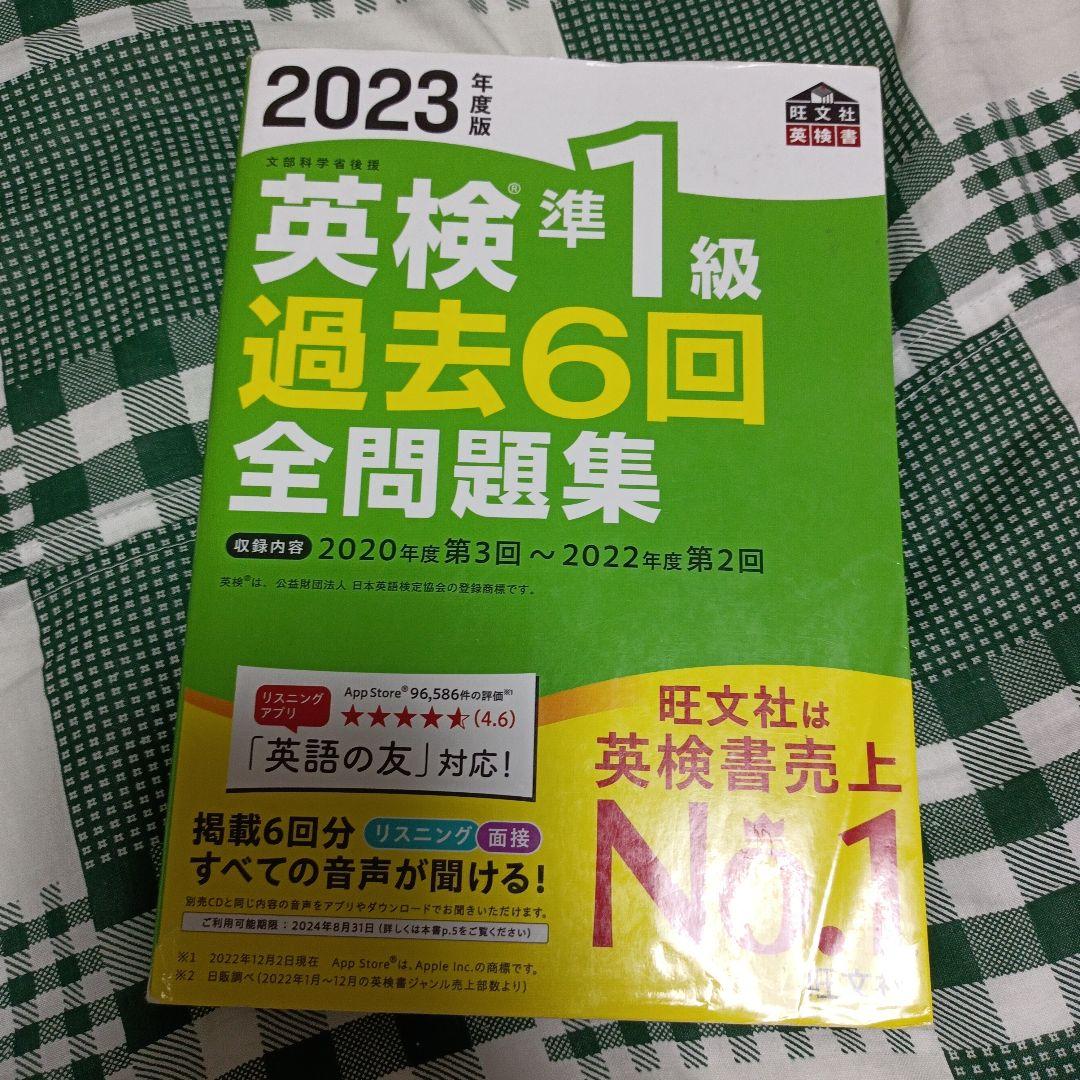 2023年度版
旺文社
英検書
文部科学省後援
英検®準1級
過去6回
全問題集
収録内容 2020年度 第3回 ～ 2022年度 第2回
英検®は、公益財団法人 日本英語検定協会の登録商標です。
リスニング
アプリ
App Store® 96,586件の評価※1
(4.6)
「英語の友」対応!
旺文社は
英検書売上
No.1
掲載6回分 リスニング 面接
すべての音声が聞ける!
別売CDと同じ内容の音声をアプリやダウンロードでお聞きいただけます。
ご利用可能期限:2024年8月31日(詳しくは本書p.5をご覧ください)
※1 2022年12月2日現在 App Store®は、Apple Inc.の商標です。
※2 日販調べ(2022年1月〜12月の英検書ジャンル売上部数より)